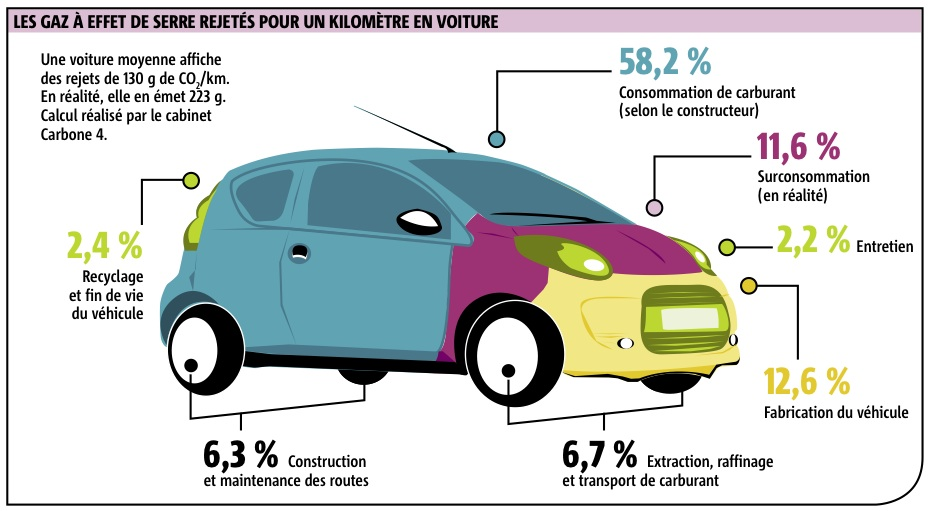 LES GAZ À EFFET DE SERRE REJETÉS POUR UN KILOMÈTRE EN VOITURE
Une voiture moyenne affiche
des rejets de 130 g de CO₂/km.
En réalité, elle en émet 223 g.
Calcul réalisé par le cabinet
Carbone 4.
58,2 %
Consommation de carburant
(selon le constructeur)
11,6 %
Surconsommation
(en réalité)
2,2 % Entretien
2,4 %
Recyclage
et fin de vie
du véhicule
12,6 %
Fabrication du véhicule
6,3 % Construction
et maintenance des routes
6,7 % Extraction, raffinage
et transport de carburant